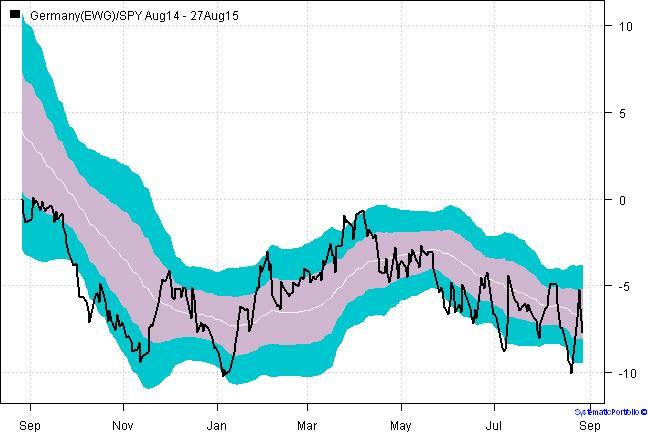 Germany(EWG)/SPY Aug14 - 27Aug15
10
5
0
-5
-10
Sep Nov Jan Mar May Jul Sep
SystematicPortfolio ©